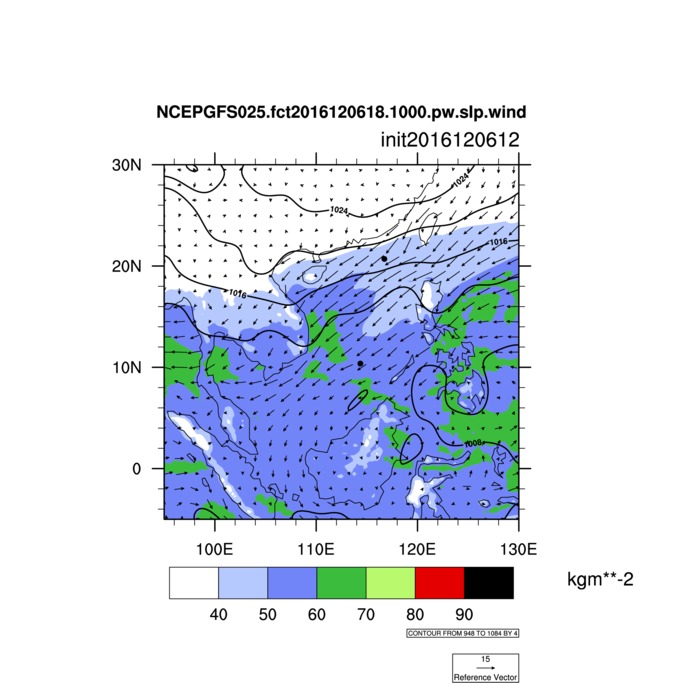 NCEPGFS025.fct2016120618.1000.pw.slp.wind
init2016120612
30N
20N
10N
0
1024
1024
1016
1016
1008
100E
110E
120E
130E
40
50
60
70
80
90
kgm**-2
CONTOUR FROM 948 TO 1084 BY 4
15
Reference Vector